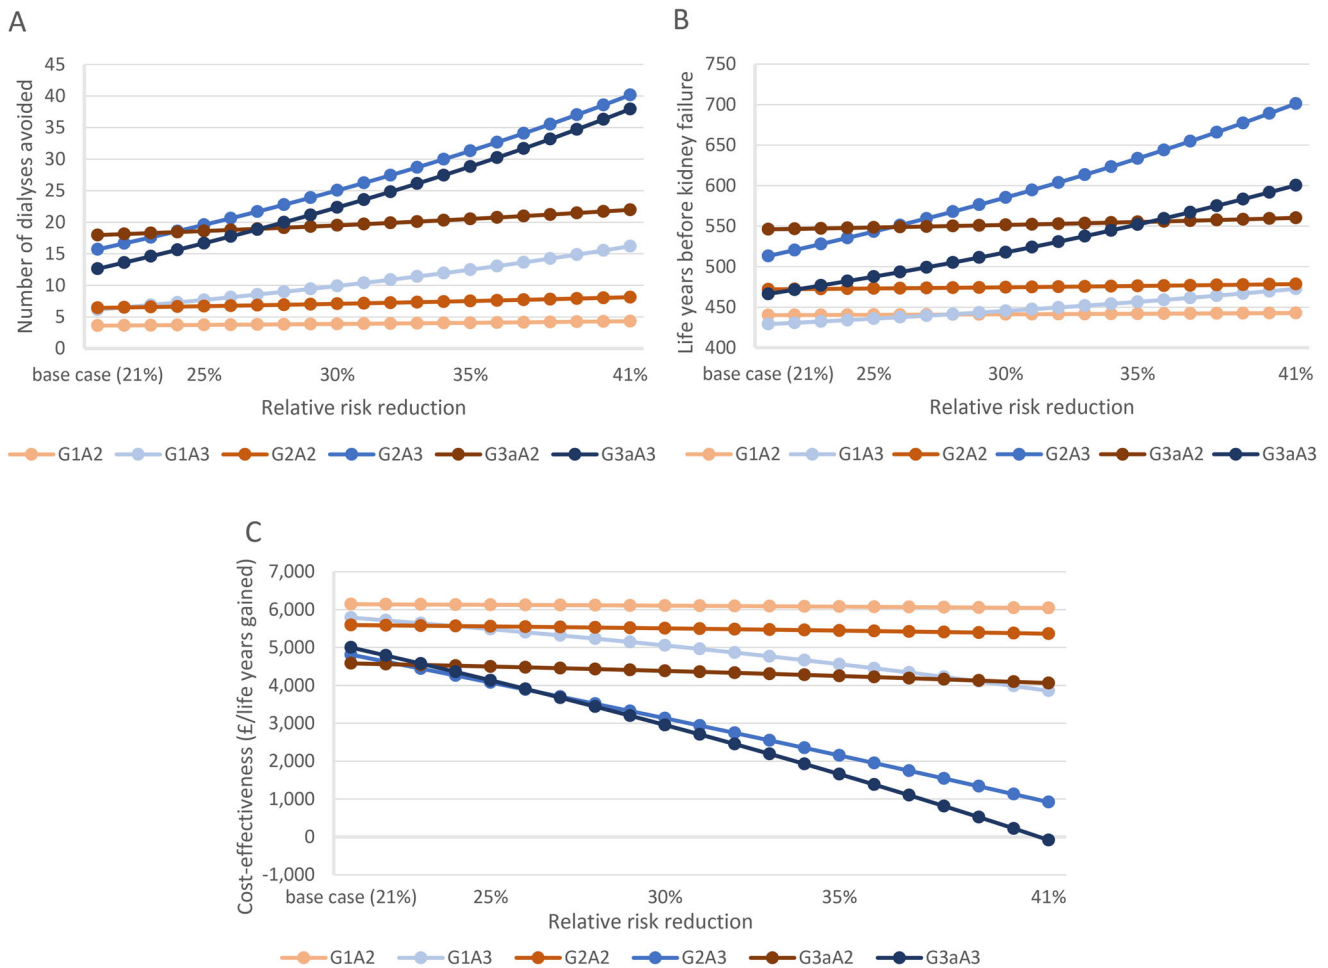 A
Number of dialyses avoided
45
40
35
30
25
20
15
10
5
0
base case (21%) 25% 30% 35% 41%
Relative risk reduction
G1A2 G1A3 G2A2 G2A3 G3aA2 G3aA3
B
Life years before kidney failure
750
700
650
600
550
500
450
400
base case (21%) 25% 30% 35% 41%
Relative risk reduction
G1A2 G1A3 G2A2 G2A3 G3aA2 G3aA3
C
Cost-effectiveness (£/life years gained)
7,000
6,000
5,000
4,000
3,000
2,000
1,000
0
-1,000
base case (21%) 25% 30% 35% 41%
Relative risk reduction
G1A2 G1A3 G2A2 G2A3 G3aA2 G3aA3